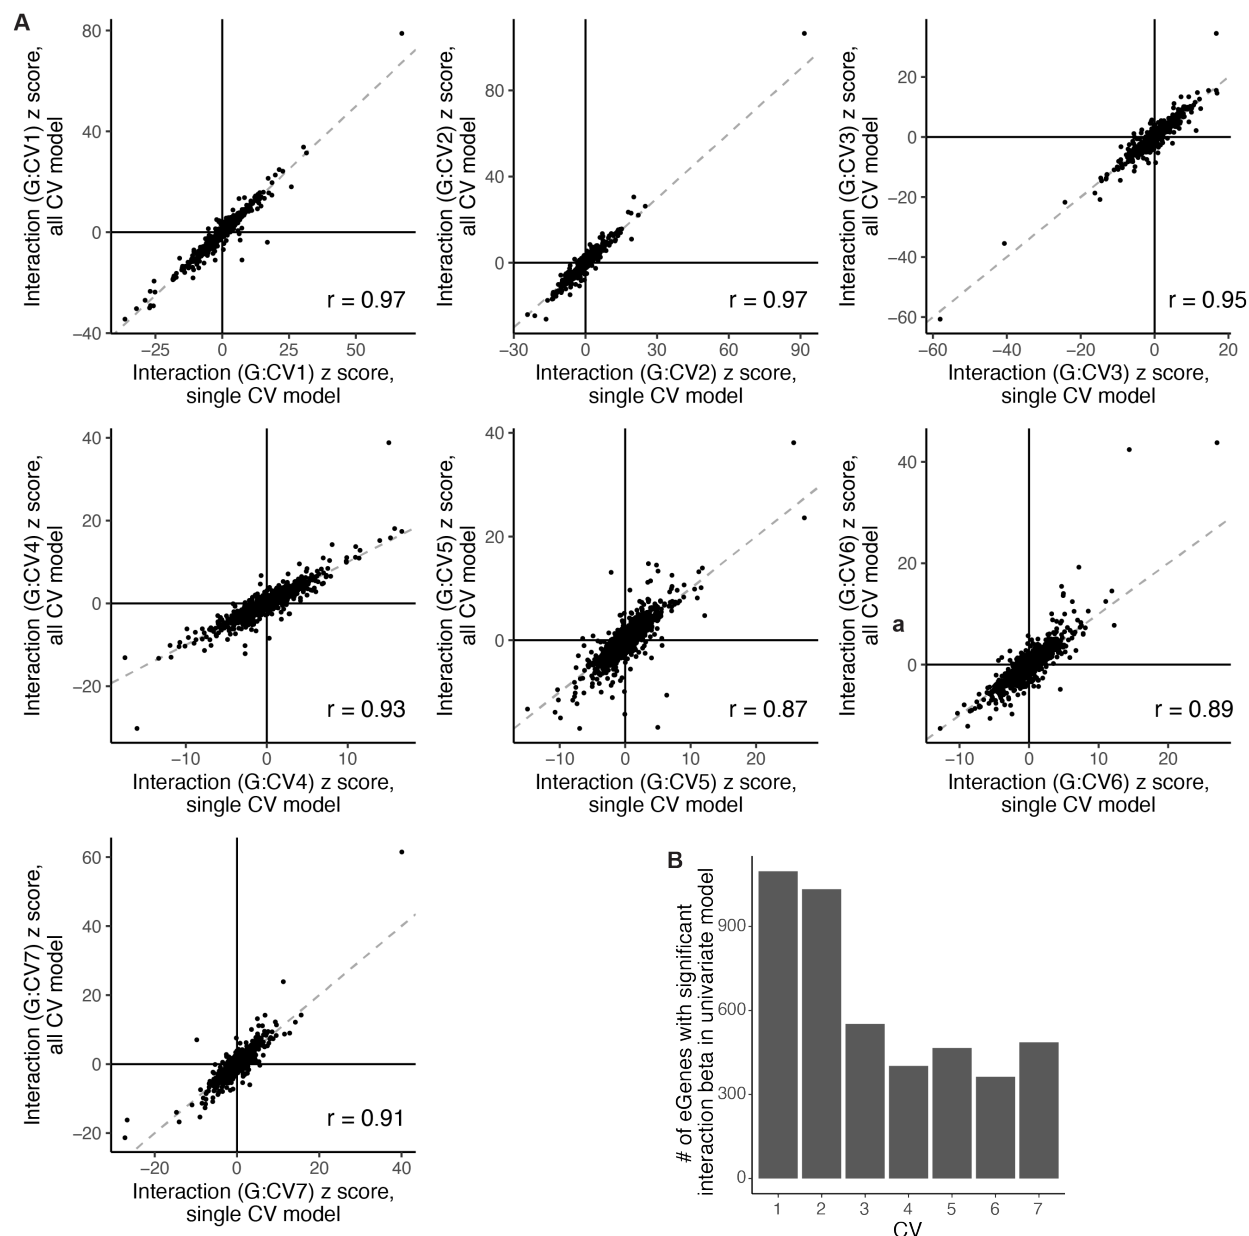 A
Interaction (G:CV1) z score,
all CV model
80
40
0
−40
−25
0
25
50
r = 0.97
Interaction (G:CV1) z score,
single CV model
Interaction (G:CV2) z score,
all CV model
80
40
0
−30
0
30
60
90
r = 0.97
Interaction (G:CV2) z score,
single CV model
Interaction (G:CV3) z score,
all CV model
20
0
−20
−40
−60
−60
−40
−20
0
20
r = 0.95
Interaction (G:CV3) z score,
single CV model
Interaction (G:CV4) z score,
all CV model
40
20
0
−20
−10
0
10
r = 0.93
Interaction (G:CV4) z score,
single CV model
Interaction (G:CV5) z score,
all CV model
40
20
0
−10
0
10
20
r = 0.87
Interaction (G:CV5) z score,
single CV model
Interaction (G:CV6) z score,
all CV model
a
40
20
0
−10
0
10
20
r = 0.89
Interaction (G:CV6) z score,
single CV model
Interaction (G:CV7) z score,
all CV model
60
40
20
0
−20
−20
0
20
40
r = 0.91
Interaction (G:CV7) z score,
single CV model
B
# of eGenes with significant
interaction beta in univariate model
900
600
300
0
1
2
3
4
5
6
7
CV